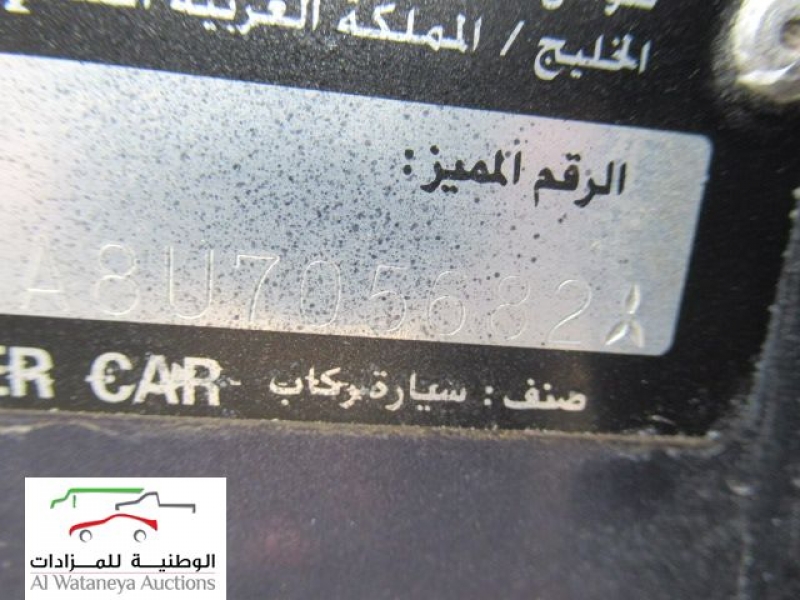 الخليج / المملكة العربية
الرقم المميز:
A8U705682
ER CAR صنف: سيارة ركاب
الوطنية للمزادات
Al Wataneya Auctions